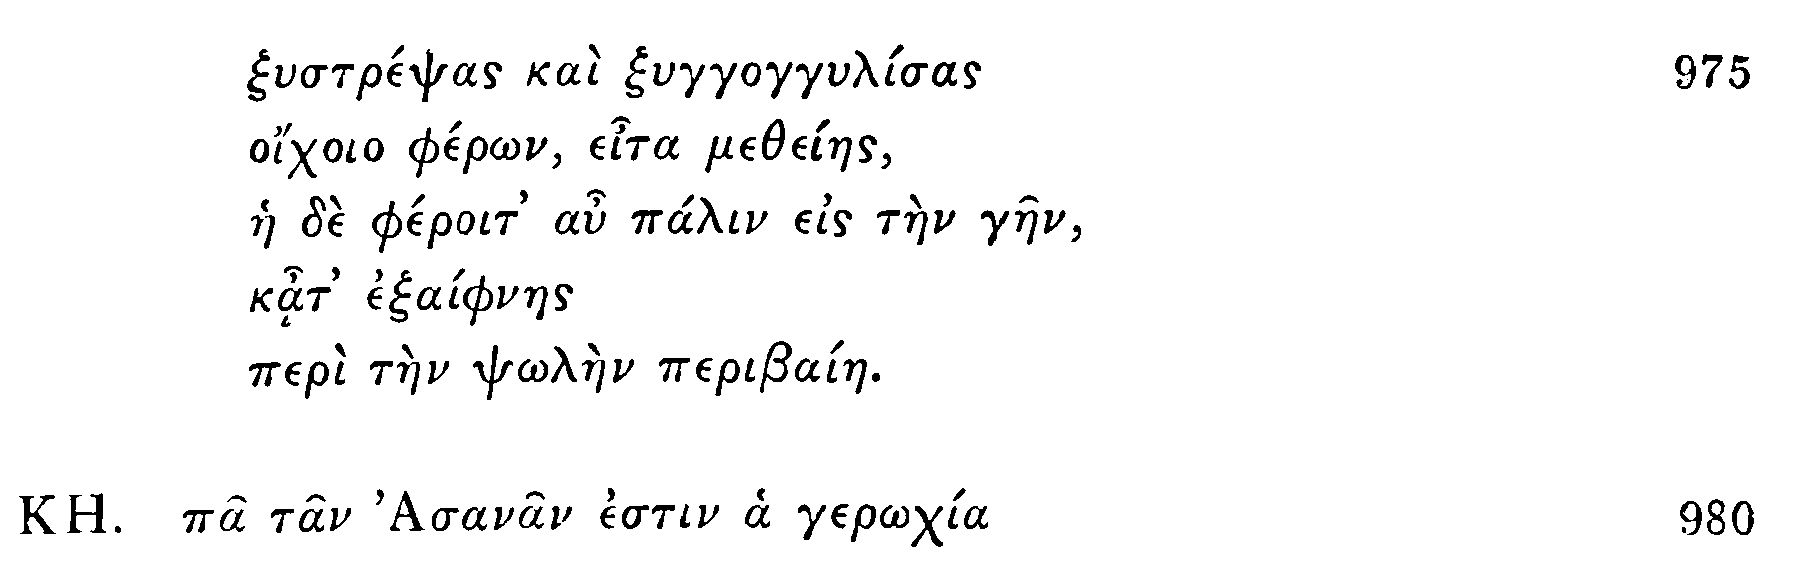 ξυστρέψας καὶ ξυγγογγυλίσας 975
οἴχοιο φέρων, εἶτα μεθείης,
ἡ δὲ φέροιτ’ αὖ πάλιν εἰς τὴν γῆν,
κᾆτ’ ἐξαίφνης
περὶ τὴν ψωλὴν περιβαίη.
ΚΗ. πᾶ τᾶν Ἀσανᾶν ἐστιν ἁ γερωχία 980